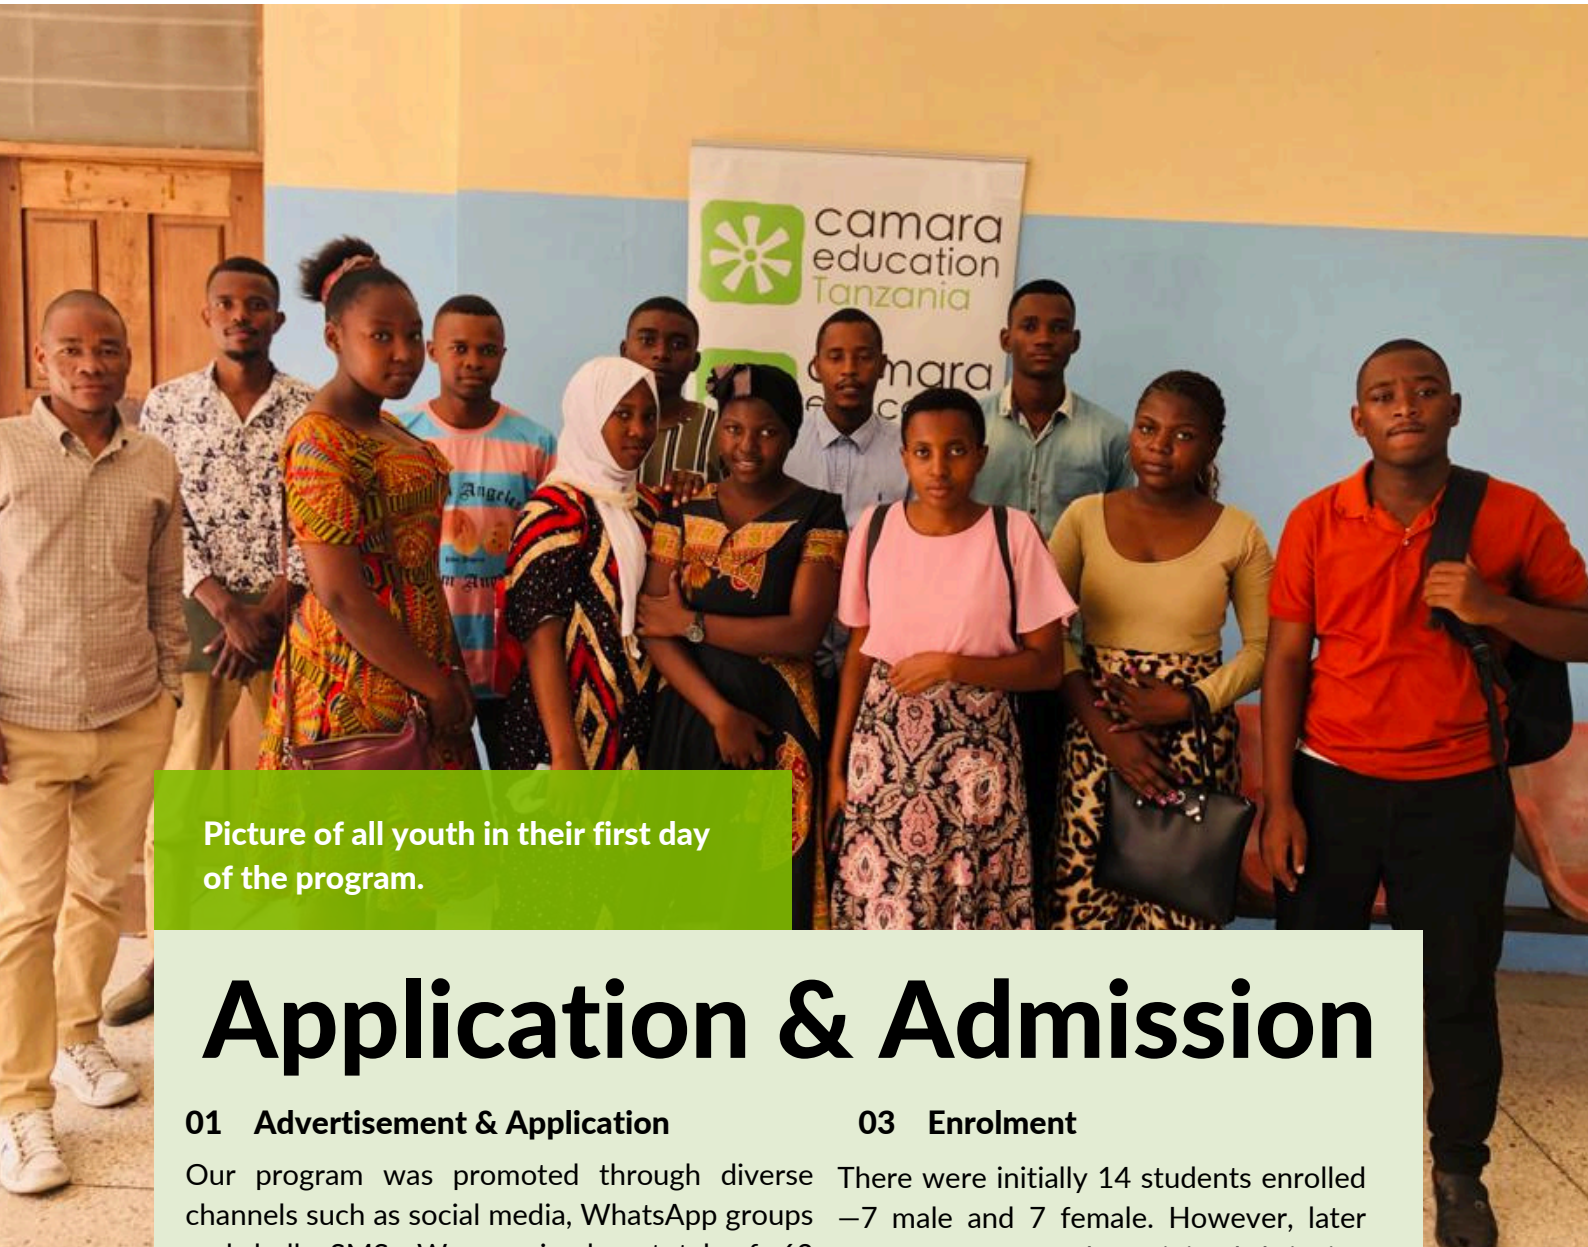 camara
education
Tanzania
Angeles
Picture of all youth in their first day
of the program.
Application & Admission
01 Advertisement & Application
Our program was promoted through diverse
channels such as social media, WhatsApp groups
03 Enrolment
There were initially 14 students enrolled
—7 male and 7 female. However, later